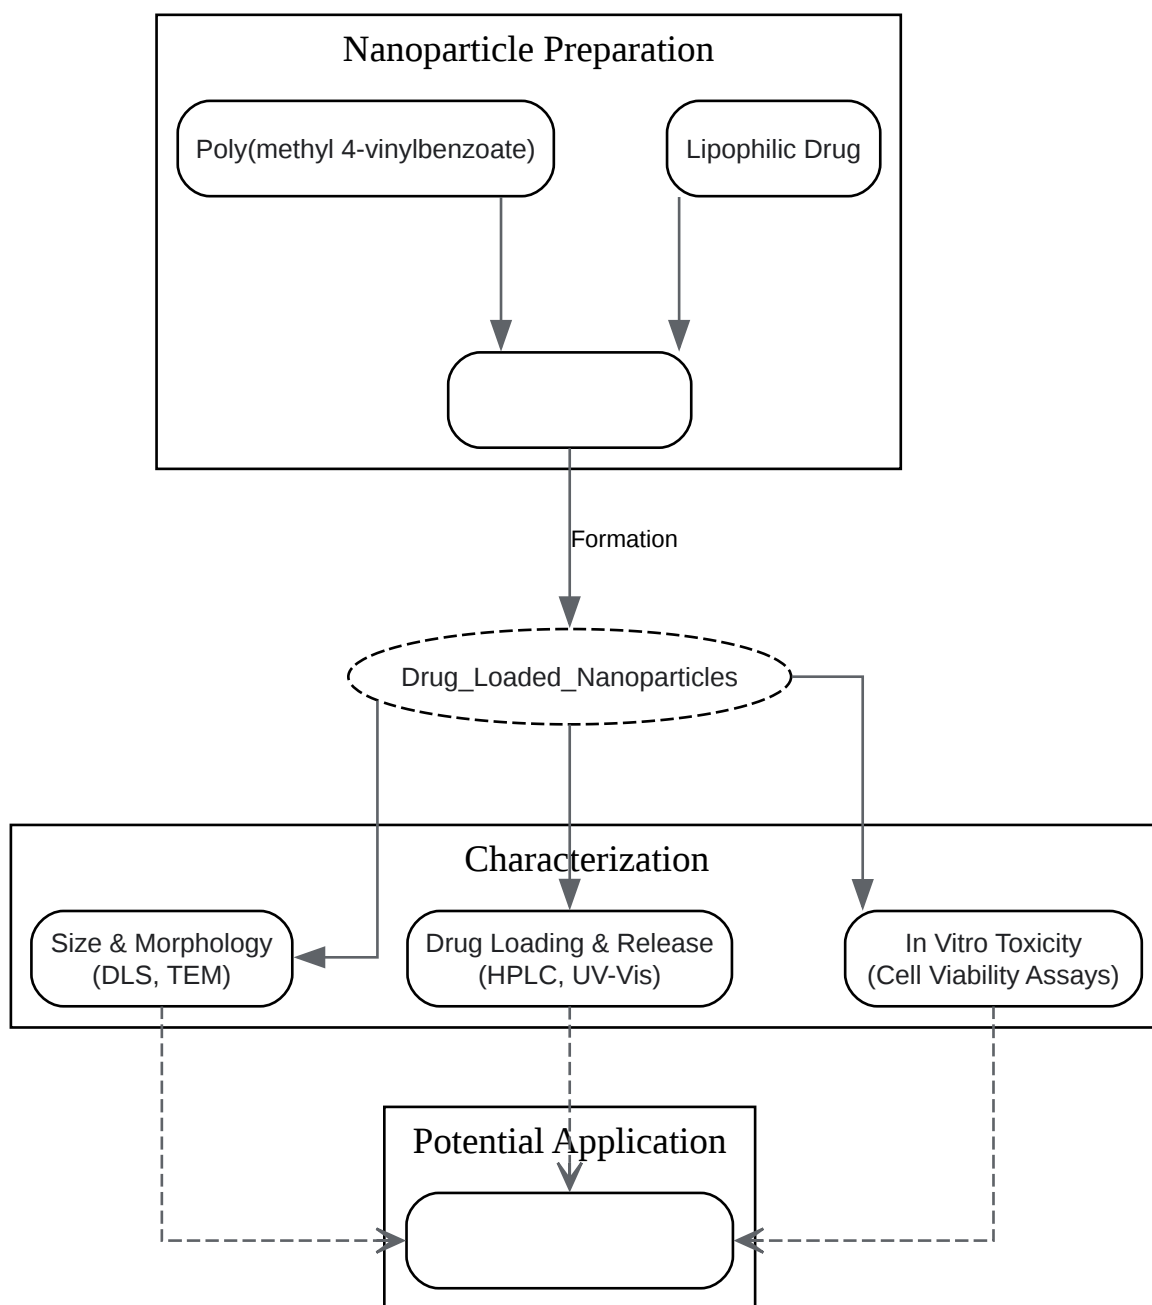 Nanoparticle Preparation
Poly(methyl 4-vinylbenzoate)
Lipophilic Drug
Formation
Drug_Loaded_Nanoparticles
Characterization
Size & Morphology
(DLS, TEM)
Drug Loading & Release
(HPLC, UV-Vis)
In Vitro Toxicity
(Cell Viability Assays)
Potential Application